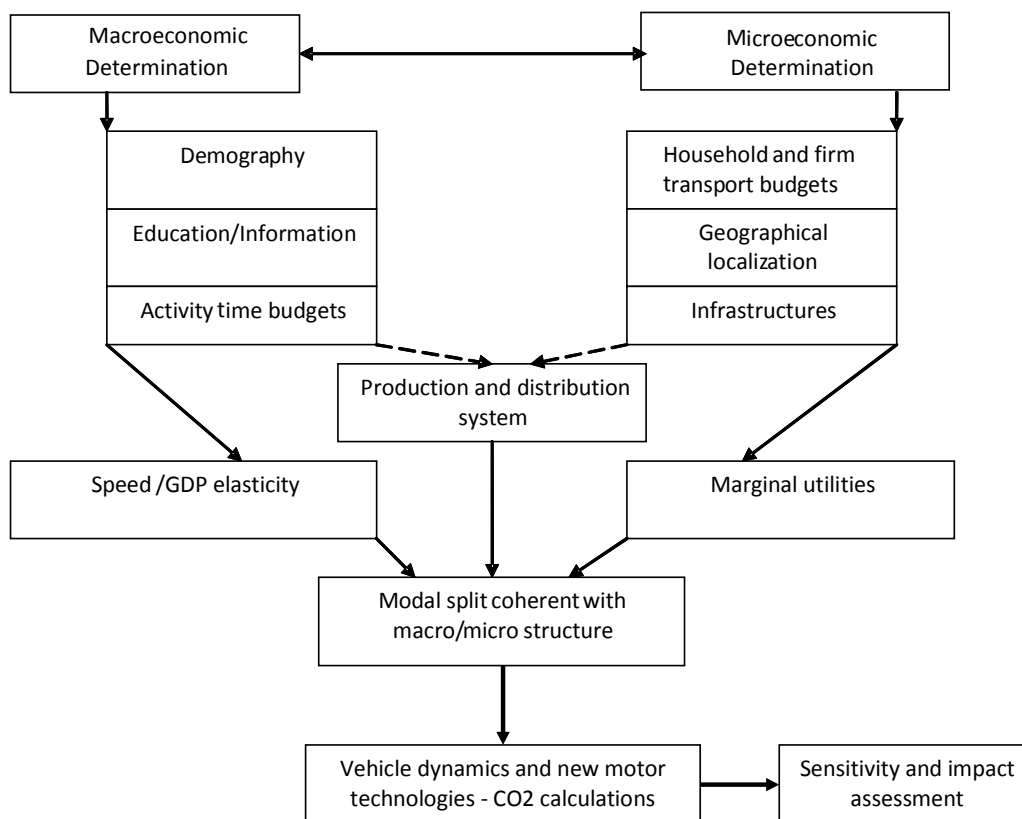 Macroeconomic
Determination
Microeconomic
Determination
Demography
Household and firm
transport budgets
Education/Information
Geographical
localization
Activity time budgets
Infrastructures
Production and distribution
system
Speed /GDP elasticity
Marginal utilities
Modal split coherent with
macro/micro structure
Vehicle dynamics and new motor
technologies - CO2 calculations
Sensitivity and impact
assessment